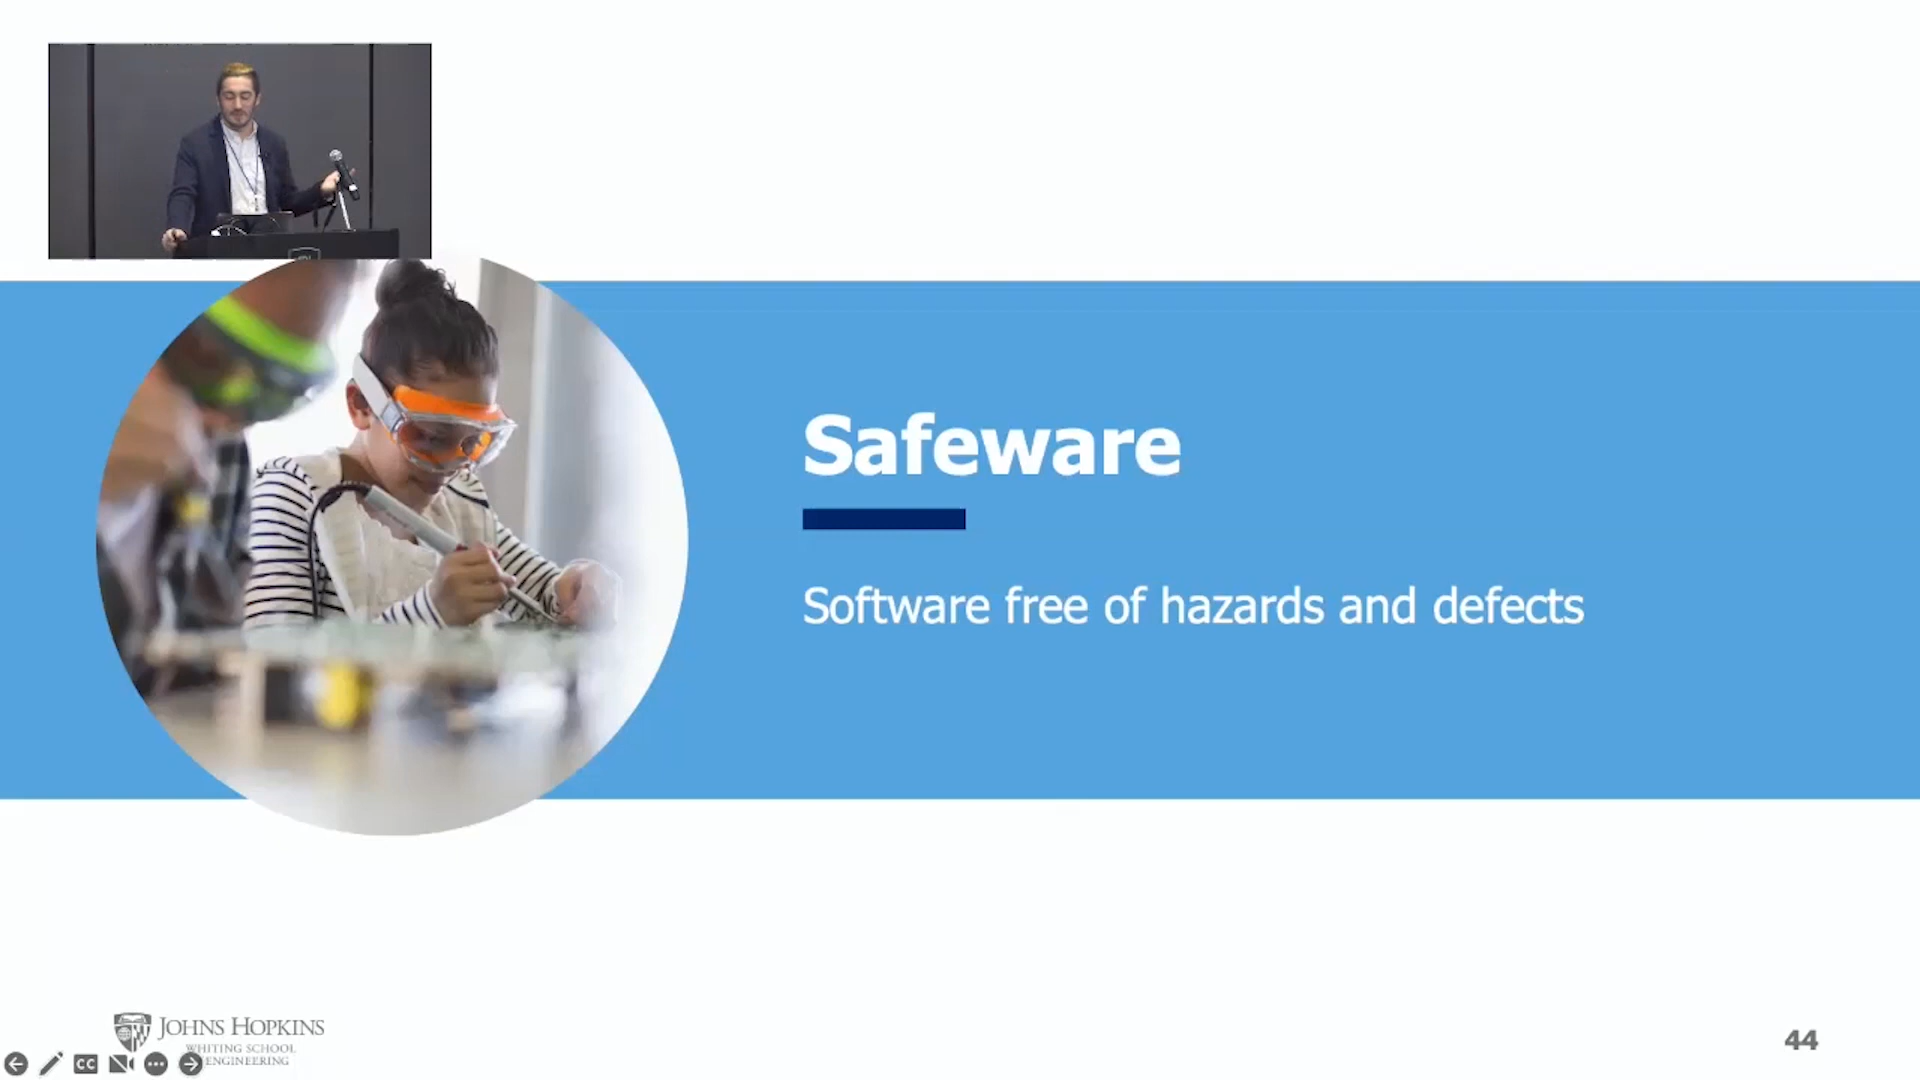 Safeware
Software free of hazards and defects
JOHNS HOPKINS
WHITING SCHOOL
ENGINEERING
CC
44